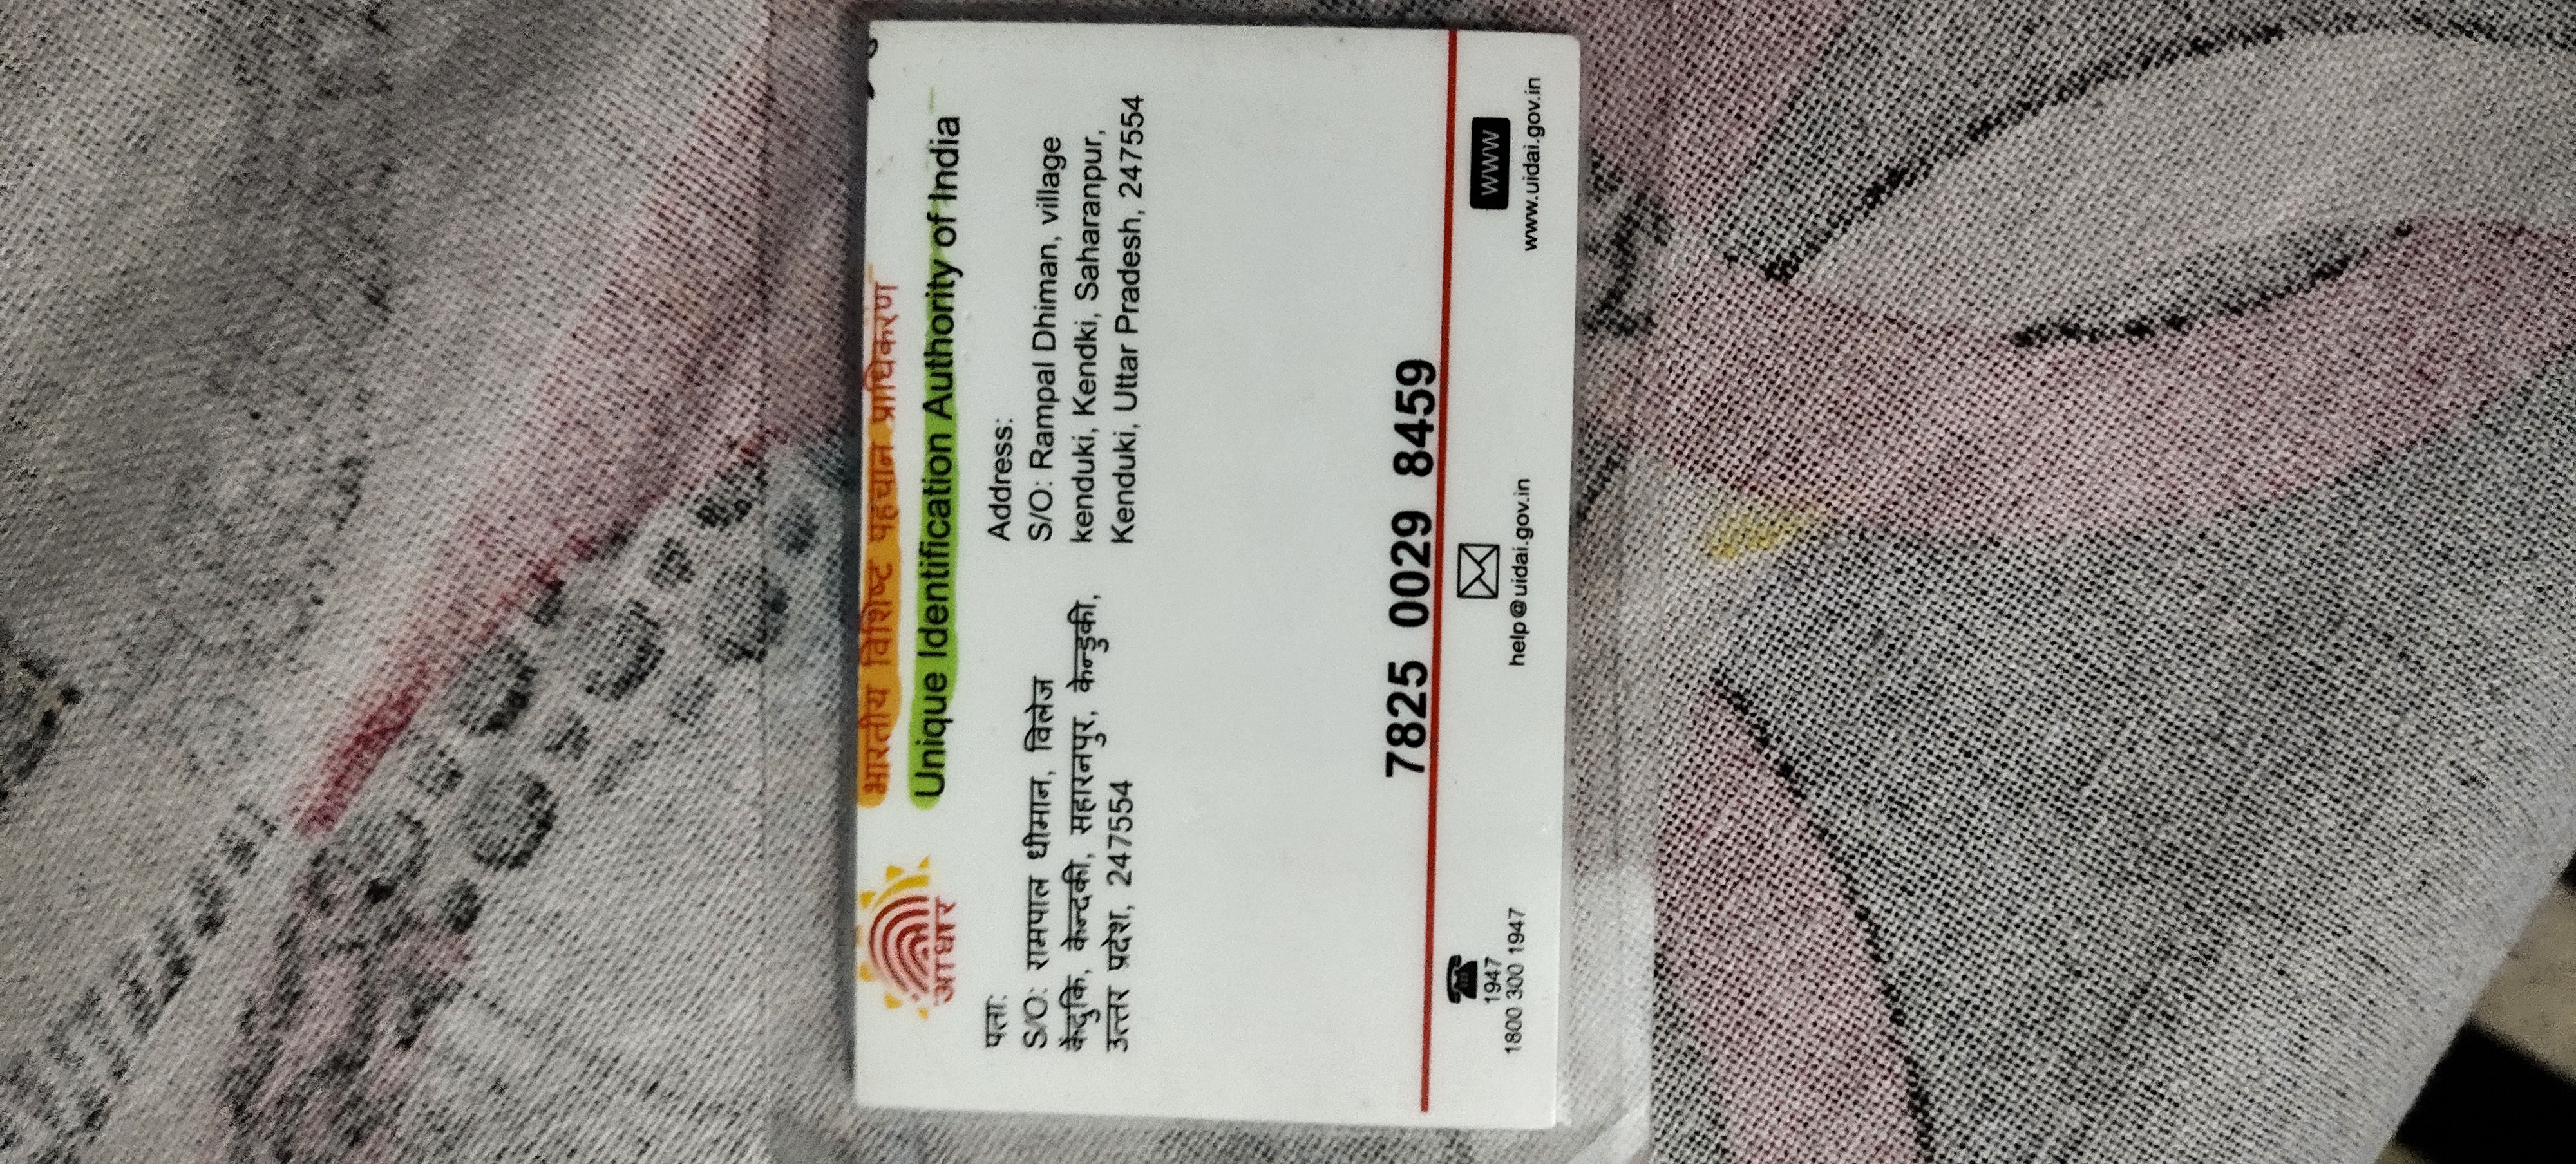 भारतीय विशिष्ट पहचान प्राधिकरण
Unique Identification Authority of India
आधार
पता:
S/O: रामपाल धीमान, विलेज
केंदुकि, केन्दकी, सहारनपुर, केन्डुकी,
उत्तर प्रदेश, 247554
Address:
S/O: Rampal Dhiman, village
kenduki, Kendki, Saharanpur,
Kenduki, Uttar Pradesh, 247554
7825 0029 8459
1947
1800 300 1947
help@uidai.gov.in
www
www.uidai.gov.in